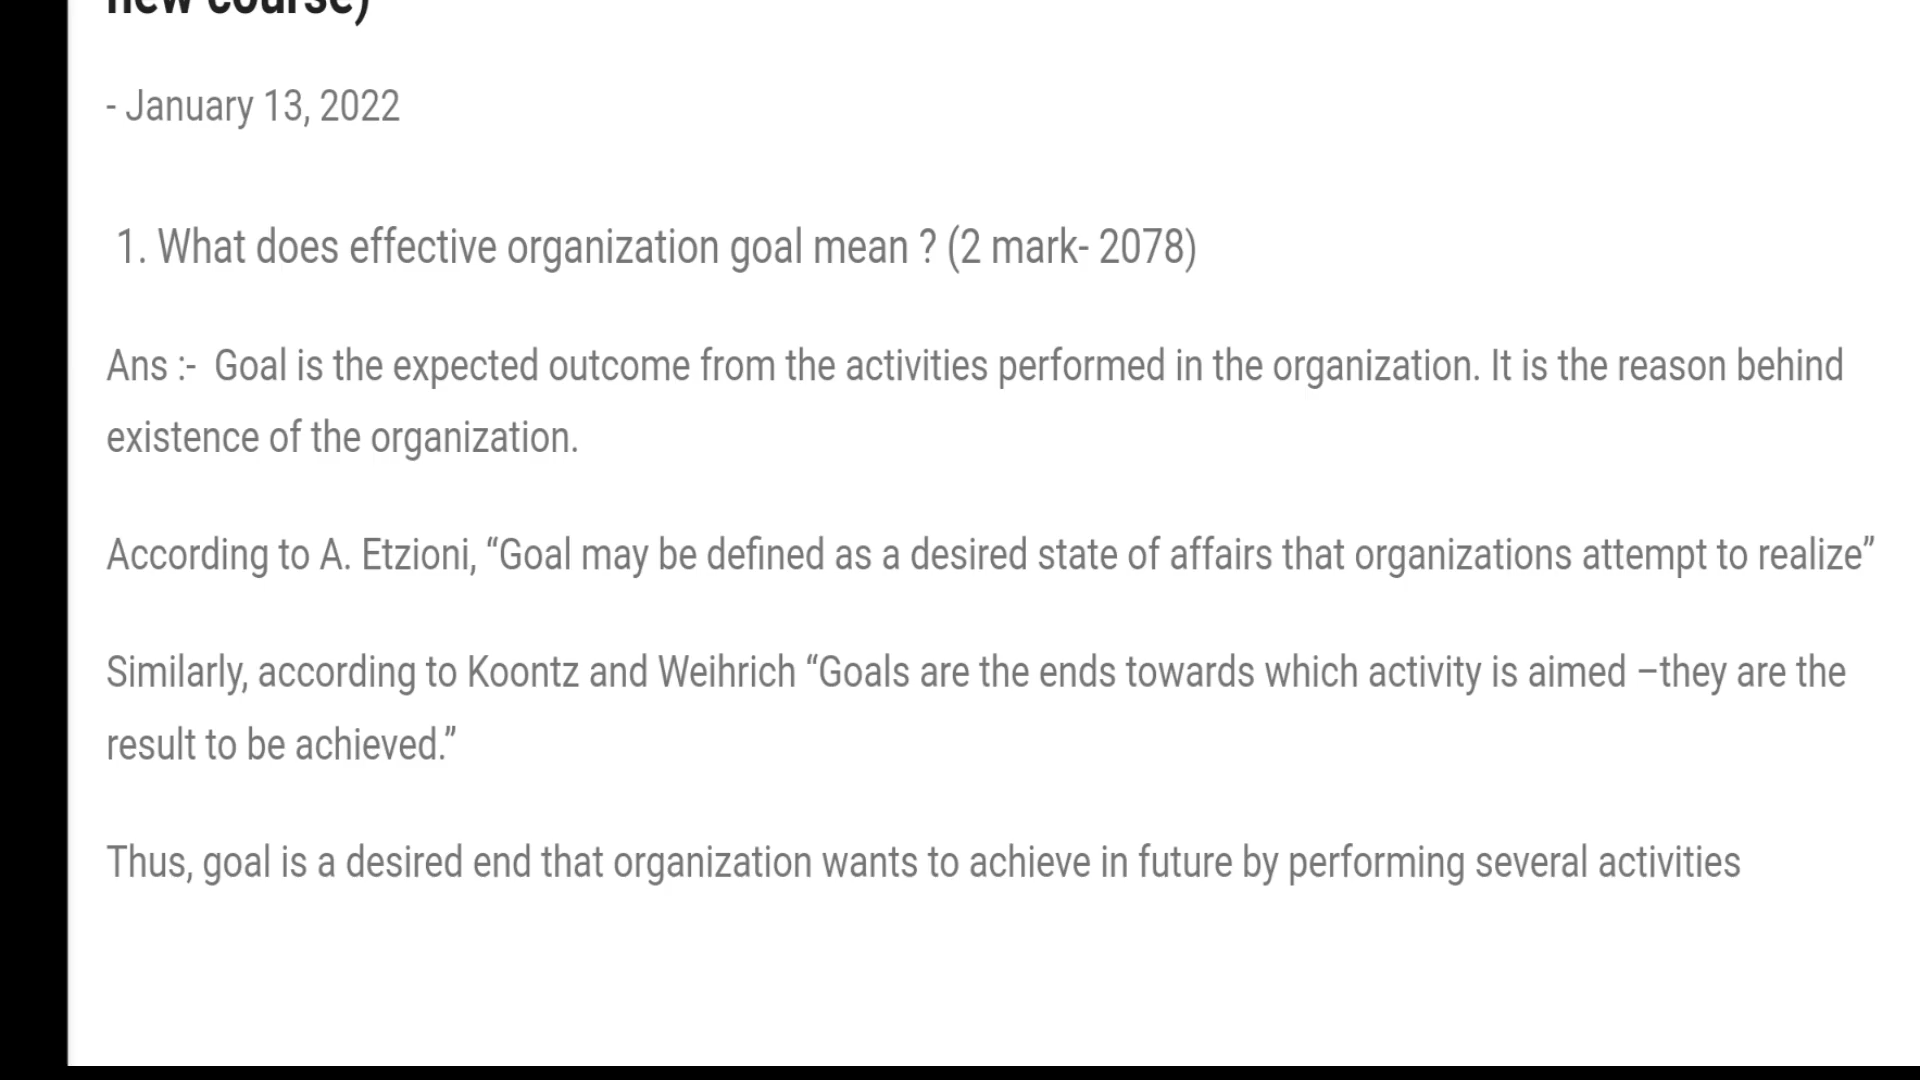 new course)
- January 13, 2022
1. What does effective organization goal mean ? (2 mark- 2078)
Ans :- Goal is the expected outcome from the activities performed in the organization. It is the reason behind
existence of the organization.
According to A. Etzioni, “Goal may be defined as a desired state of affairs that organizations attempt to realize”
Similarly, according to Koontz and Weihrich “Goals are the ends towards which activity is aimed –they are the
result to be achieved.”
Thus, goal is a desired end that organization wants to achieve in future by performing several activities